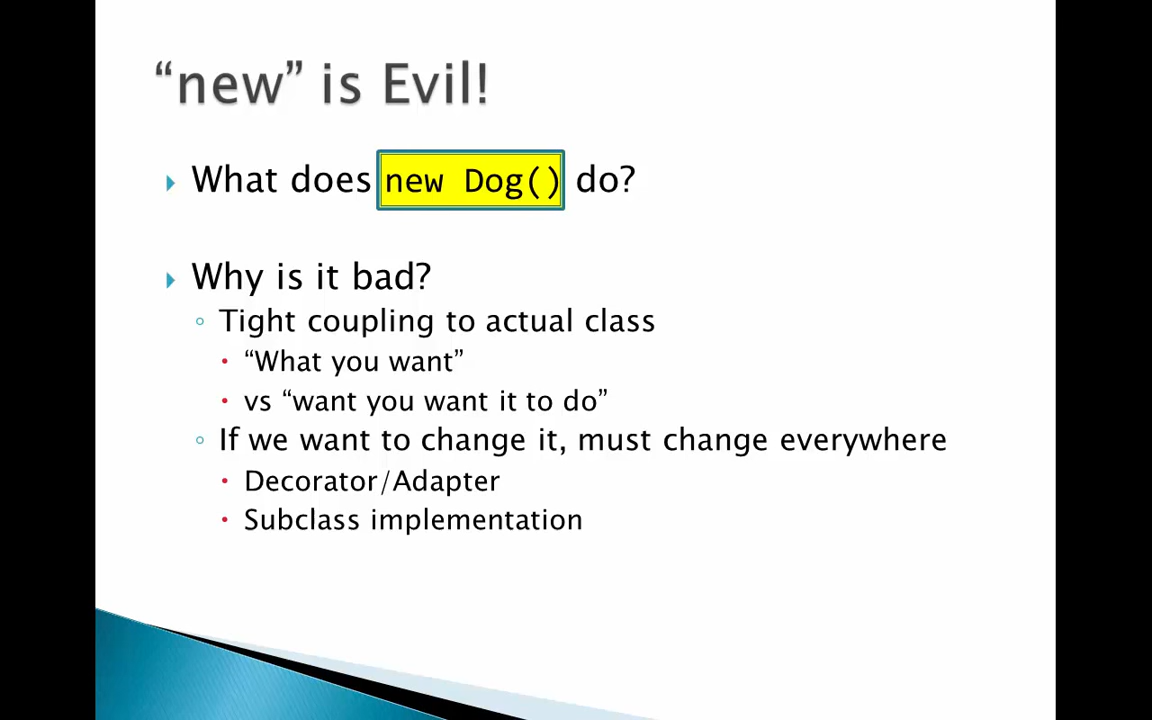 “new” is Evil!
What does new Dog() do?
Why is it bad?
Tight coupling to actual class
“What you want”
vs “want you want it to do”
If we want to change it, must change everywhere
Decorator/Adapter
Subclass implementation